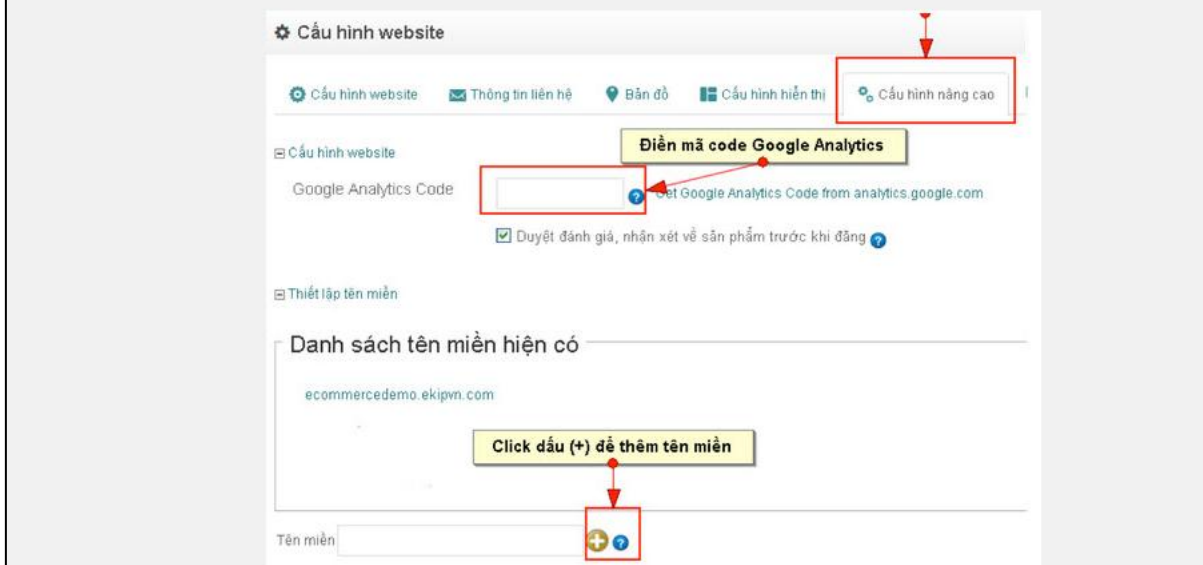 Cấu hình website
Cấu hình website Thông tin liên hệ Bản đồ Cấu hình hiển thị Cấu hình nâng cao
Điền mã code Google Analytics
Cấu hình website
Google Analytics Code Get Google Analytics Code from analytics.google.com
Duyệt đánh giá, nhận xét về sản phẩm trước khi đăng
Thiết lập tên miền
Danh sách tên miền hiện có
ecommercedemo.ekipvn.com
Click dấu (+) để thêm tên miền
Tên miền